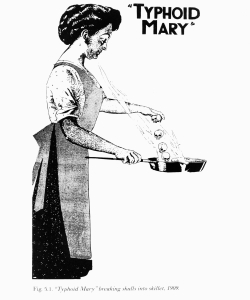 "TYPHOID
MARY"
Fig. 5.1. "Typhoid Mary" breaking skulls into skillet, 1909